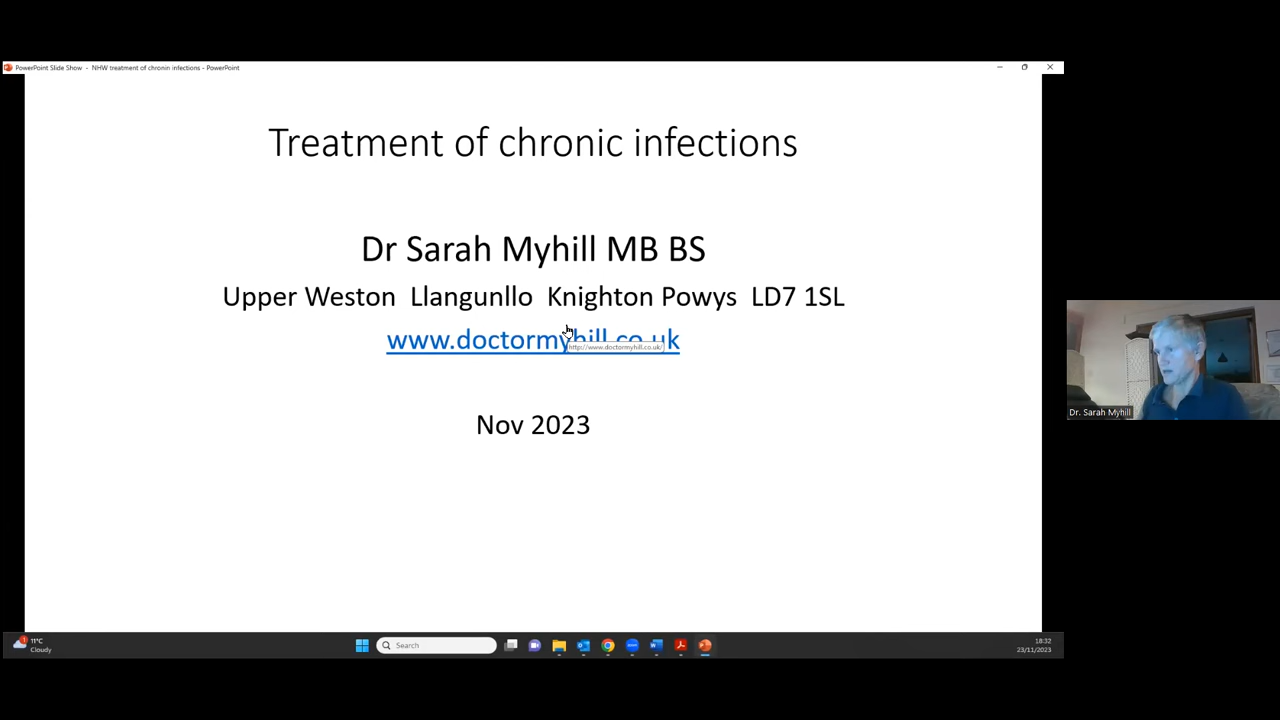 PowerPoint Slide Show - NHW treatment of chronin infections - PowerPoint
Treatment of chronic infections
Dr Sarah Myhill MB BS
Upper Weston Llangunllo Knighton Powys LD7 1SL
www.doctormyhill.co.uk
http://www.doctormyhill.co.uk/
Nov 2023
Dr. Sarah Myhill
1
11°C
Cloudy
Search
18:32
23/11/2023